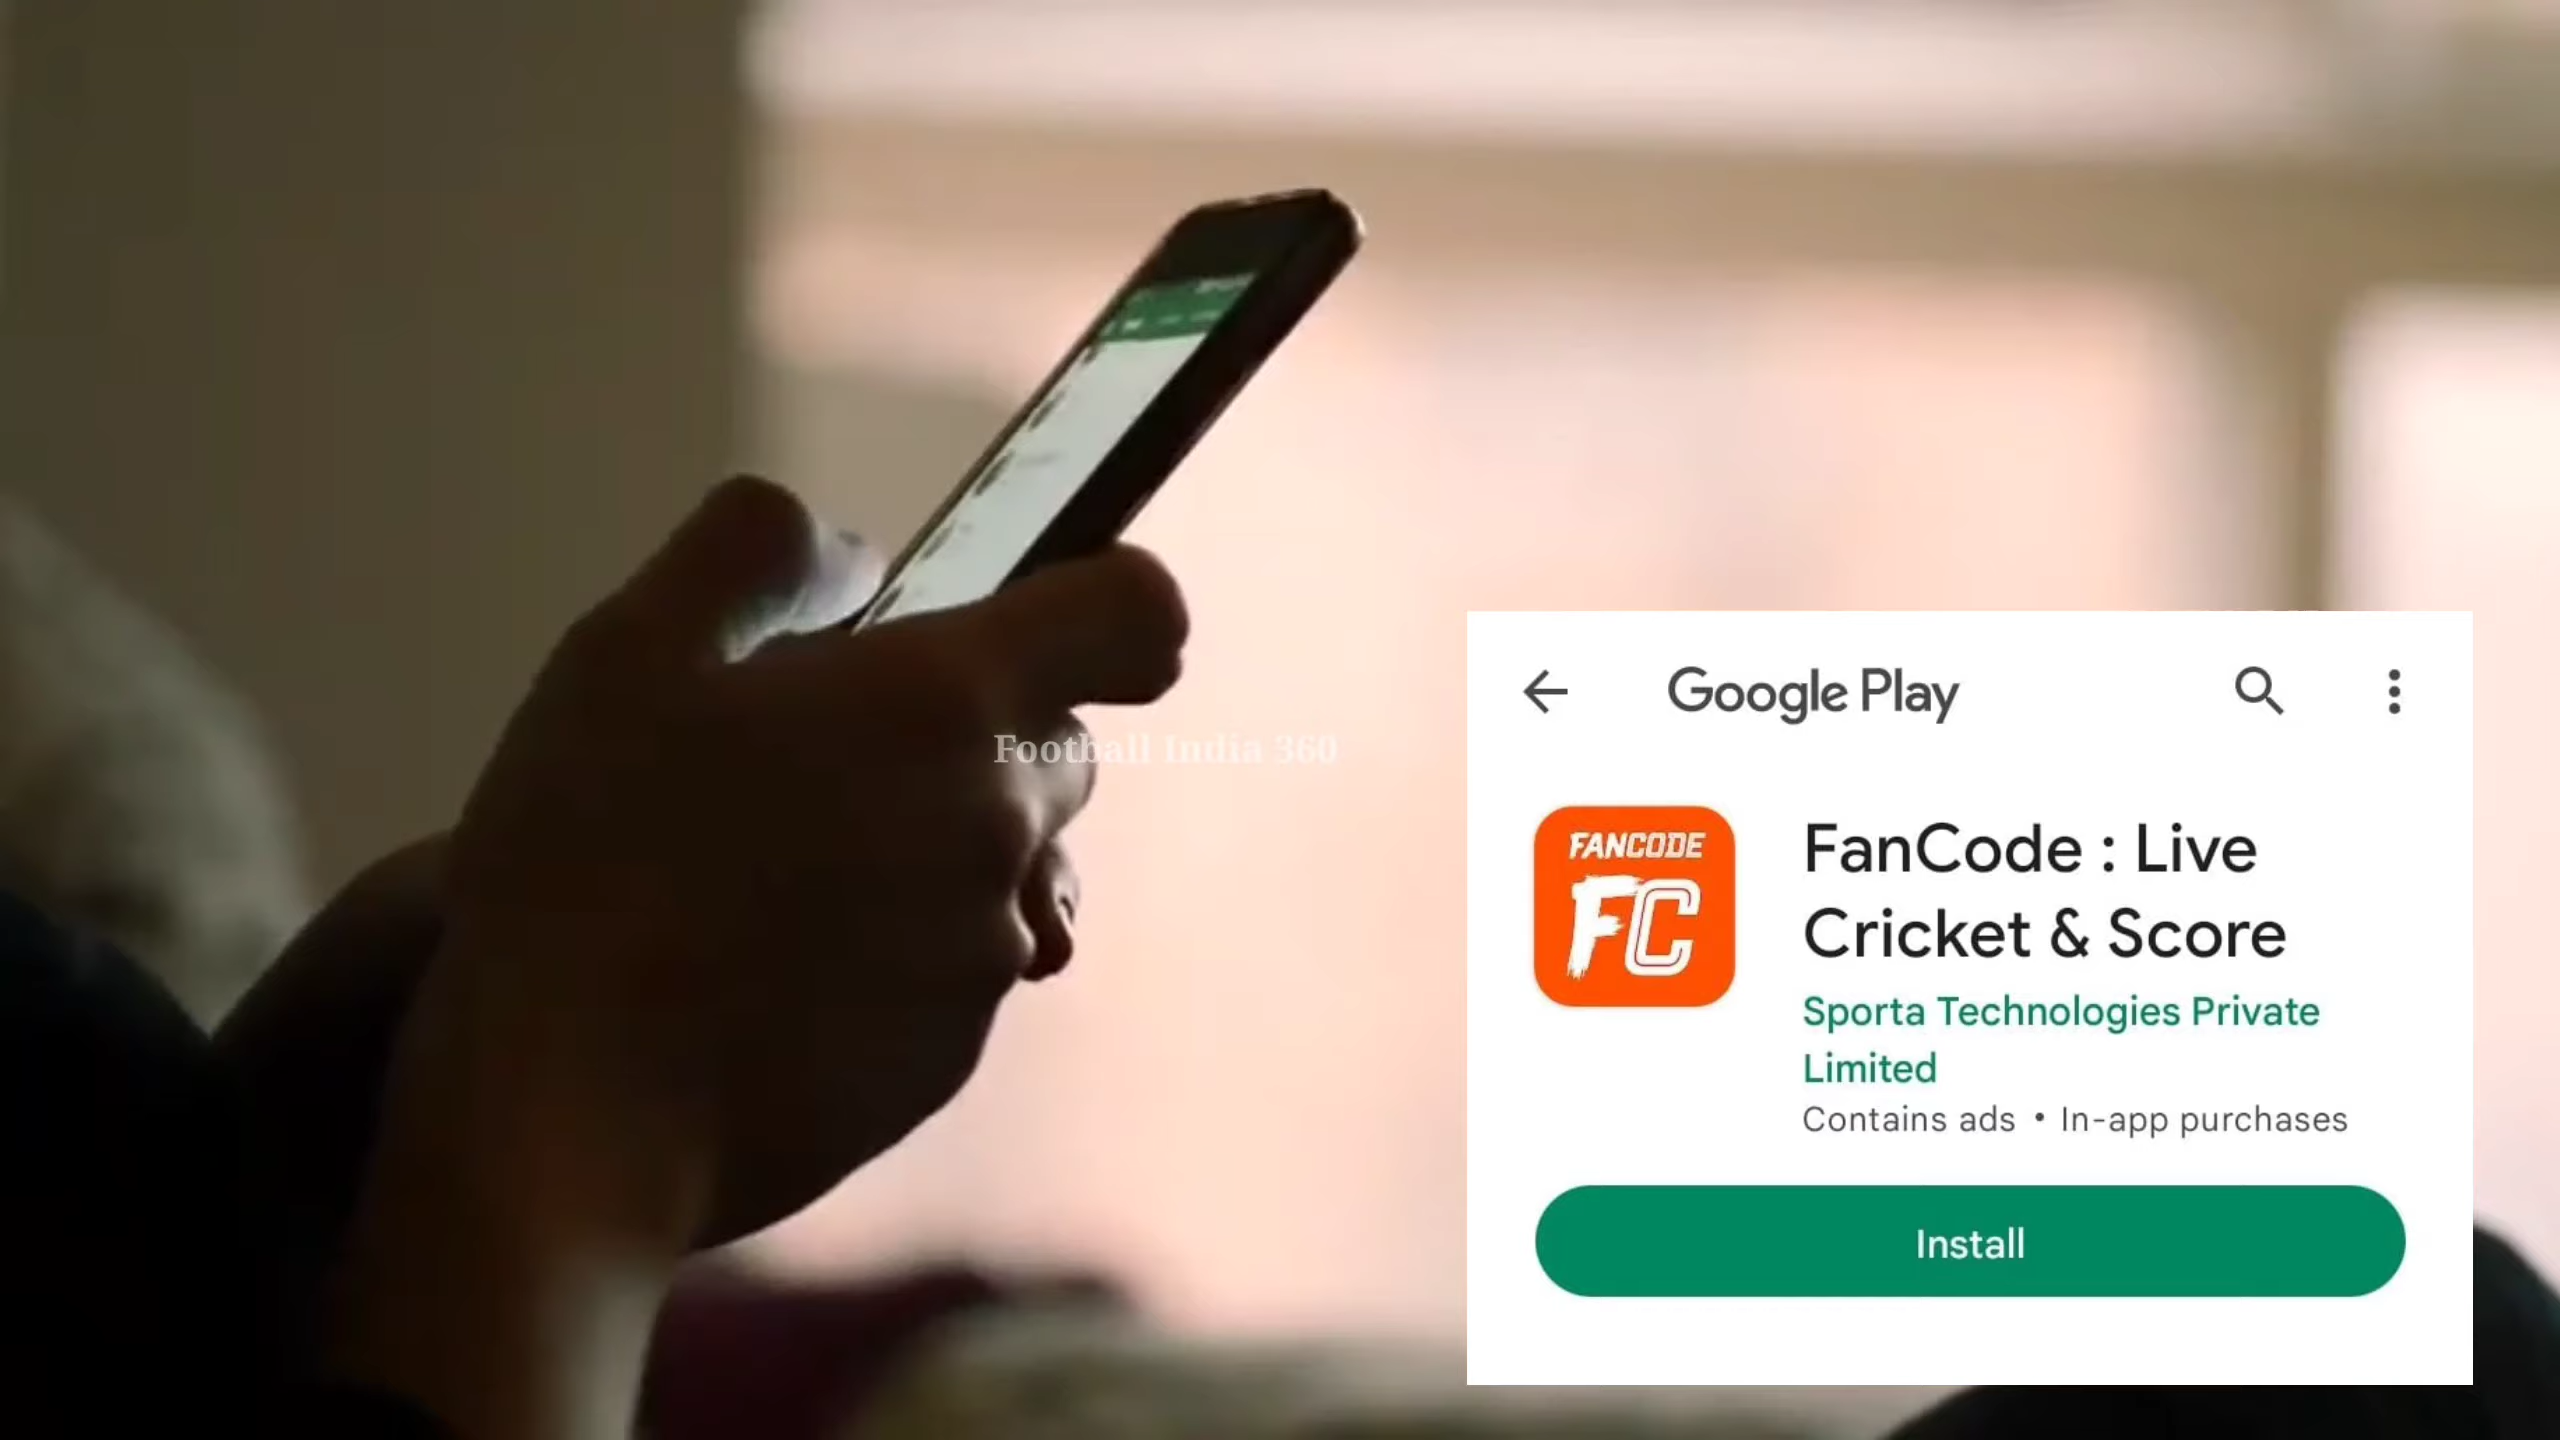 Football India 360
Google Play
FANCODE
FC
FanCode : Live
Cricket & Score
Sporta Technologies Private
Limited
Contains ads • In-app purchases
Install